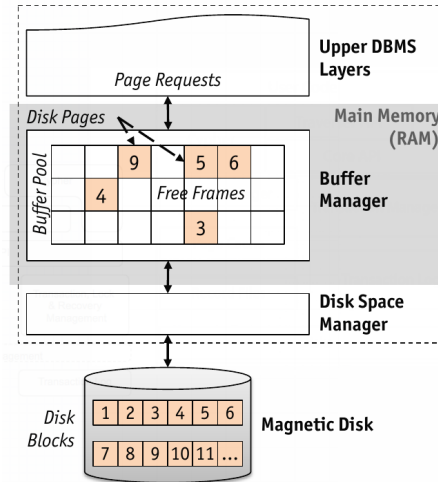 Upper DBMS
Layers
Page Requests
Disk Pages
Main Memory
(RAM)
Buffer Pool
9 5 6
4 Free Frames
3
Buffer
Manager
Disk Space
Manager
Disk
Blocks
1 2 3 4 5 6
7 8 9 10 11 ...
Magnetic Disk